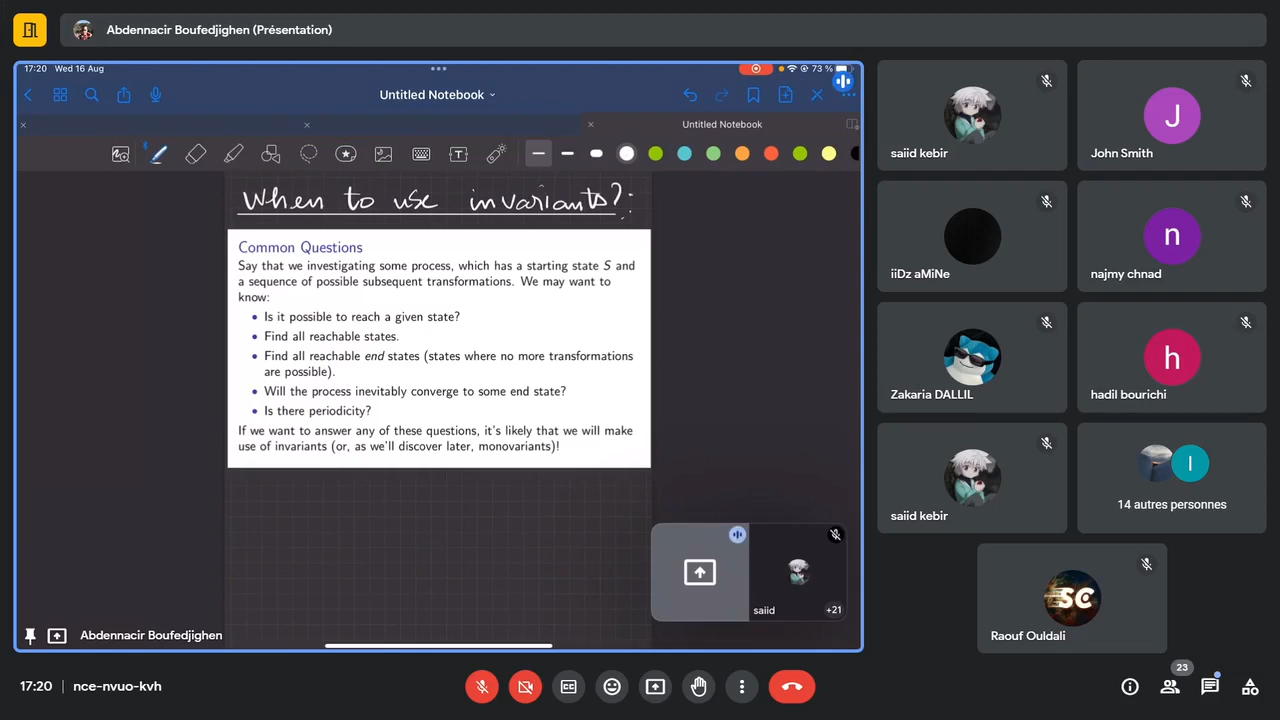 Abdennacir Boufedjighen (Présentation)
17:20 Wed 16 Aug
73 %
Untitled Notebook
Untitled Notebook
When to use invariants?:
Common Questions
Say that we investigating some process, which has a starting state S and
a sequence of possible subsequent transformations. We may want to
know:
• Is it possible to reach a given state?
• Find all reachable states.
• Find all reachable end states (states where no more transformations
are possible).
• Will the process inevitably converge to some end state?
• Is there periodicity?
If we want to answer any of these questions, it's likely that we will make
use of invariants (or, as we'll discover later, monovariants)!
saiid
+21
Abdennacir Boufedjighen
saiid kebir
J
John Smith
iiDz aMiNe
n
najmy chnad
Zakaria DALLIL
h
hadil bourichi
saiid kebir
I
14 autres personnes
SC
Raouf Ouldali
17:20 | nce-nvuo-kvh
23